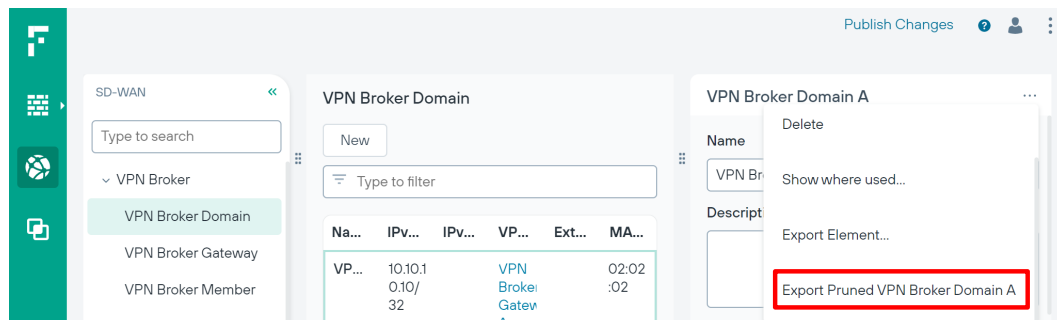 Publish Changes
SD-WAN
Type to search
VPN Broker
VPN Broker Domain
VPN Broker Gateway
VPN Broker Member
VPN Broker Domain
New
Type to filter
Na... IPv... IPv... VP... Ext... MA...
VP... 10.10.1 VPN 02:02
0.10/ Broker :02
32 Gatew
VPN Broker Domain A
...
Name
VPN Br
Descript
Delete
Show where used...
Export Element...
Export Pruned VPN Broker Domain A